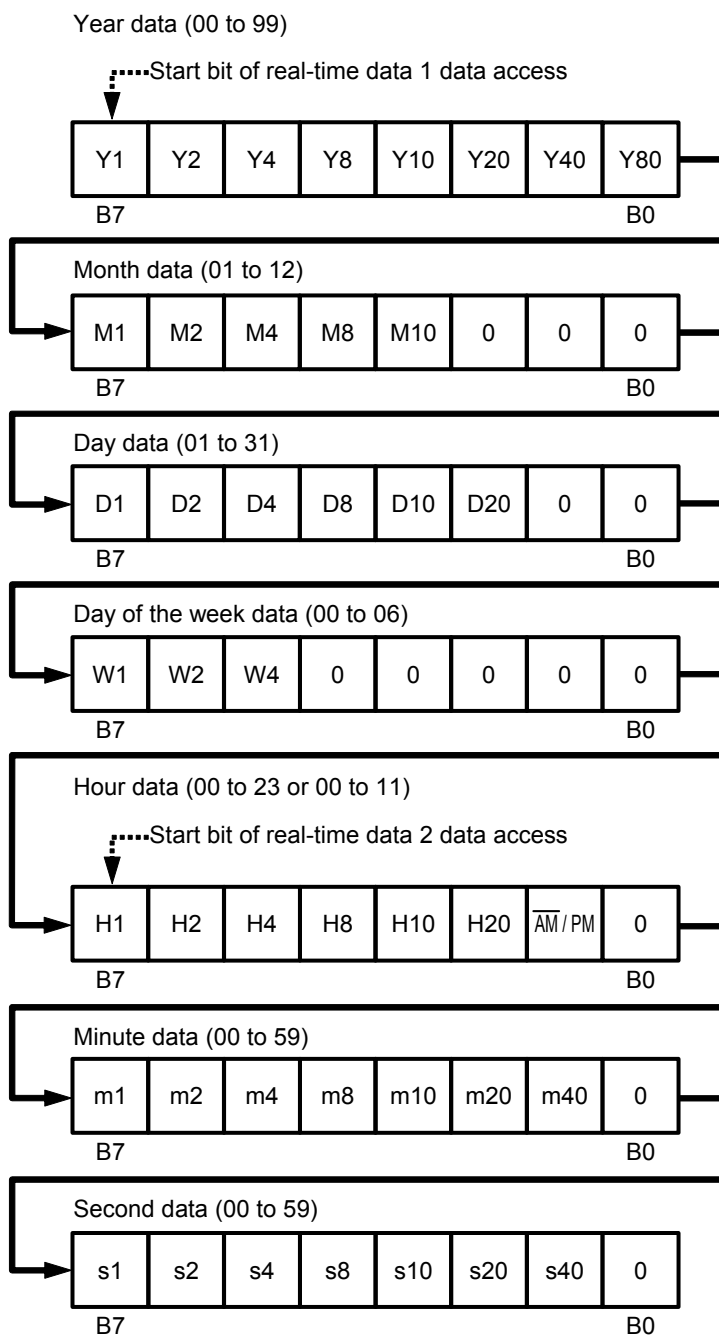 Year data (00 to 99)
Start bit of real-time data 1 data access
Y1 Y2 Y4 Y8 Y10 Y20 Y40 Y80
B7 B0
Month data (01 to 12)
M1 M2 M4 M8 M10 0 0 0
B7 B0
Day data (01 to 31)
D1 D2 D4 D8 D10 D20 0 0
B7 B0
Day of the week data (00 to 06)
W1 W2 W4 0 0 0 0 0
B7 B0
Hour data (00 to 23 or 00 to 11)
Start bit of real-time data 2 data access
H1 H2 H4 H8 H10 H20 A̅M̅ / PM 0
B7 B0
Minute data (00 to 59)
m1 m2 m4 m8 m10 m20 m40 0
B7 B0
Second data (00 to 59)
s1 s2 s4 s8 s10 s20 s40 0
B7 B0